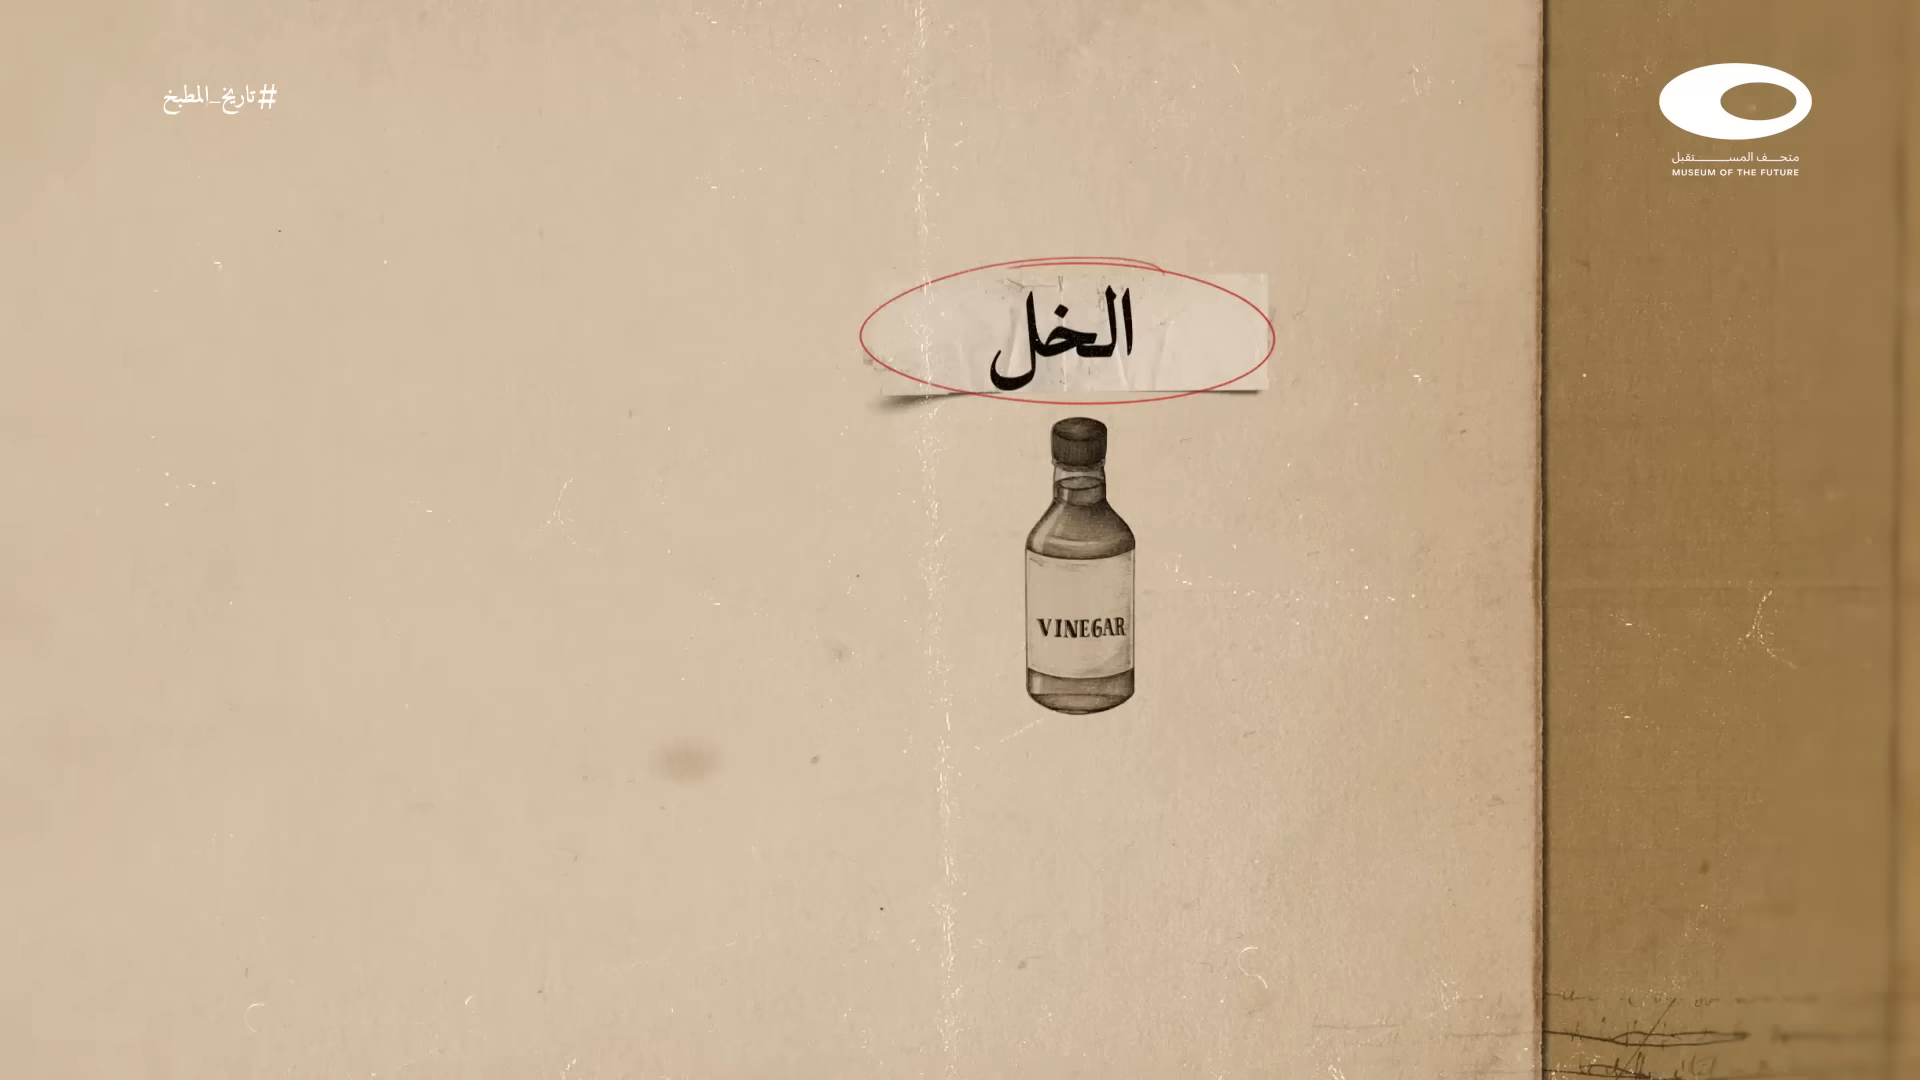 #تاريخ_المطبخ
متحف المستقبل
MUSEUM OF THE FUTURE
الخل
VINEGAR